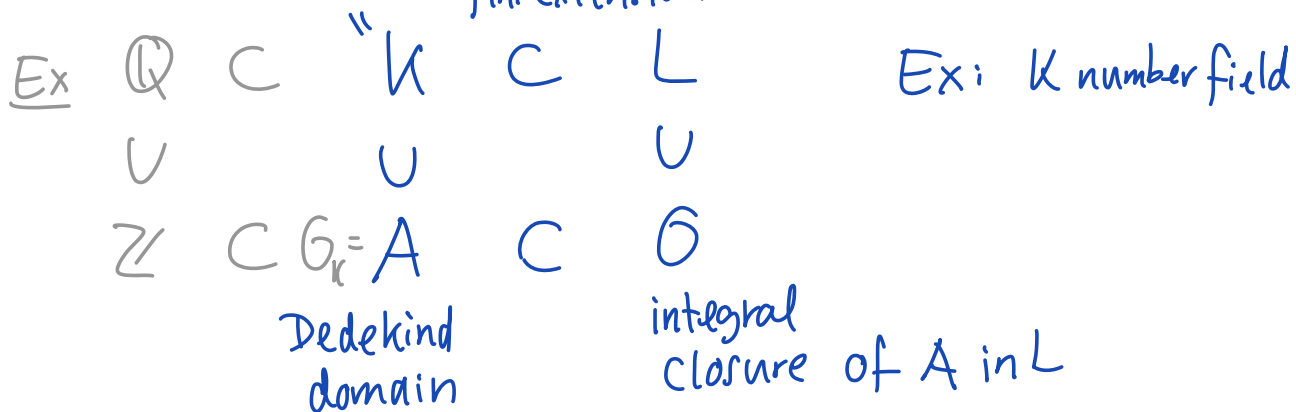 Ex ℚ ⊂ "K ⊂ L Ex: K number field
∪ ∪ ∪
ℤ ⊂ 𝒪_K = A ⊂ 𝒪
Dedekind domain
integral closure of A in L